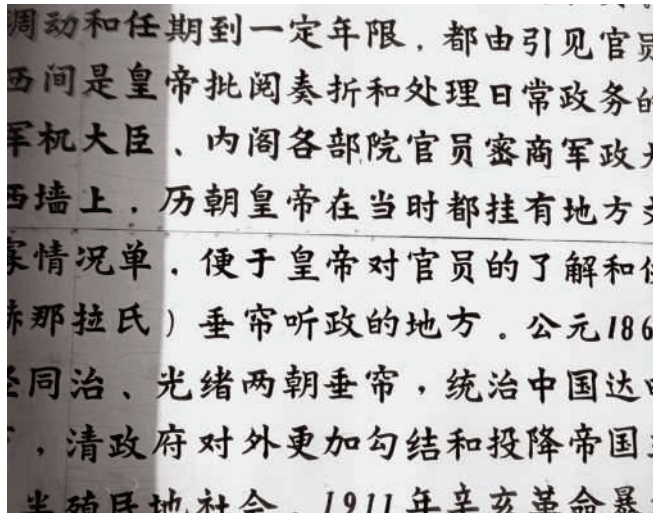 调动和任期到一定年限，都由引见官员
西间是皇帝批阅奏折和处理日常政务的
军机大臣、内阁各部院官员密商军政大
西墙上，历朝皇帝在当时都挂有地方文
情况单，便于皇帝对官员的了解和任
赫那拉氏）垂帘听政的地方。公元186
同治、光绪两朝垂帘，统治中国达
，清政府对外更加勾结和投降帝国主
半殖民地社会，1911年辛亥革命暴